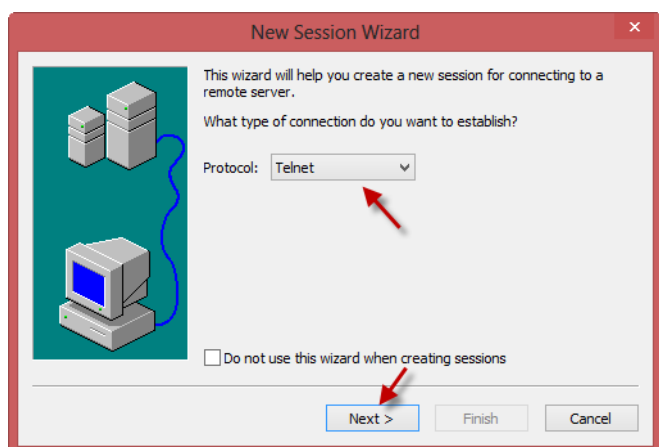 New Session Wizard
This wizard will help you create a new session for connecting to a
remote server.
What type of connection do you want to establish?
Protocol: Telnet
Do not use this wizard when creating sessions
Next > Finish Cancel